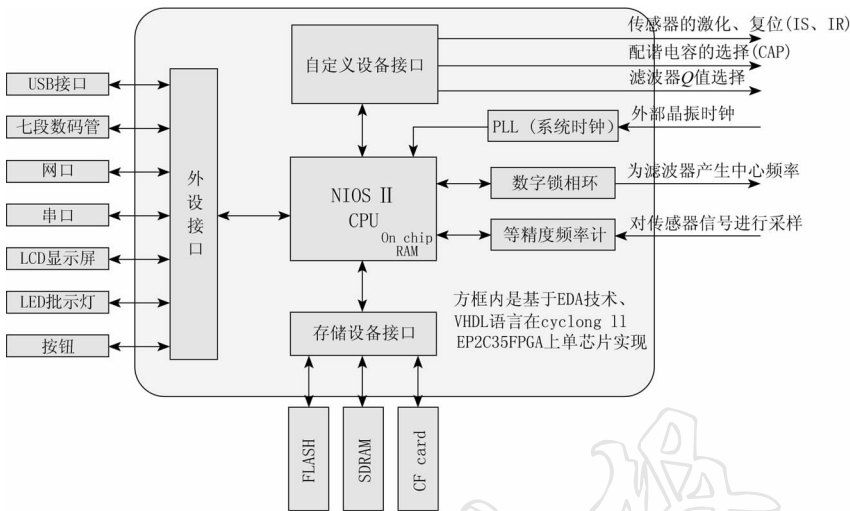 传感器的激化、复位(IS、IR)
自定义设备接口
配谐电容的选择(CAP)
滤波器Q值选择
USB接口
七段数码管
网口
串口
LCD显示屏
LED批示灯
按钮
外设接口
PLL (系统时钟)
外部晶振时钟
NIOS II
CPU
On chip
RAM
数字锁相环
为滤波器产生中心频率
等精度频率计
对传感器信号进行采样
存储设备接口
方框内是基于EDA技术、
VHDL语言在cyclong ll
EP2C35FPGA上单芯片实现
FLASH
SDRAM
CF card